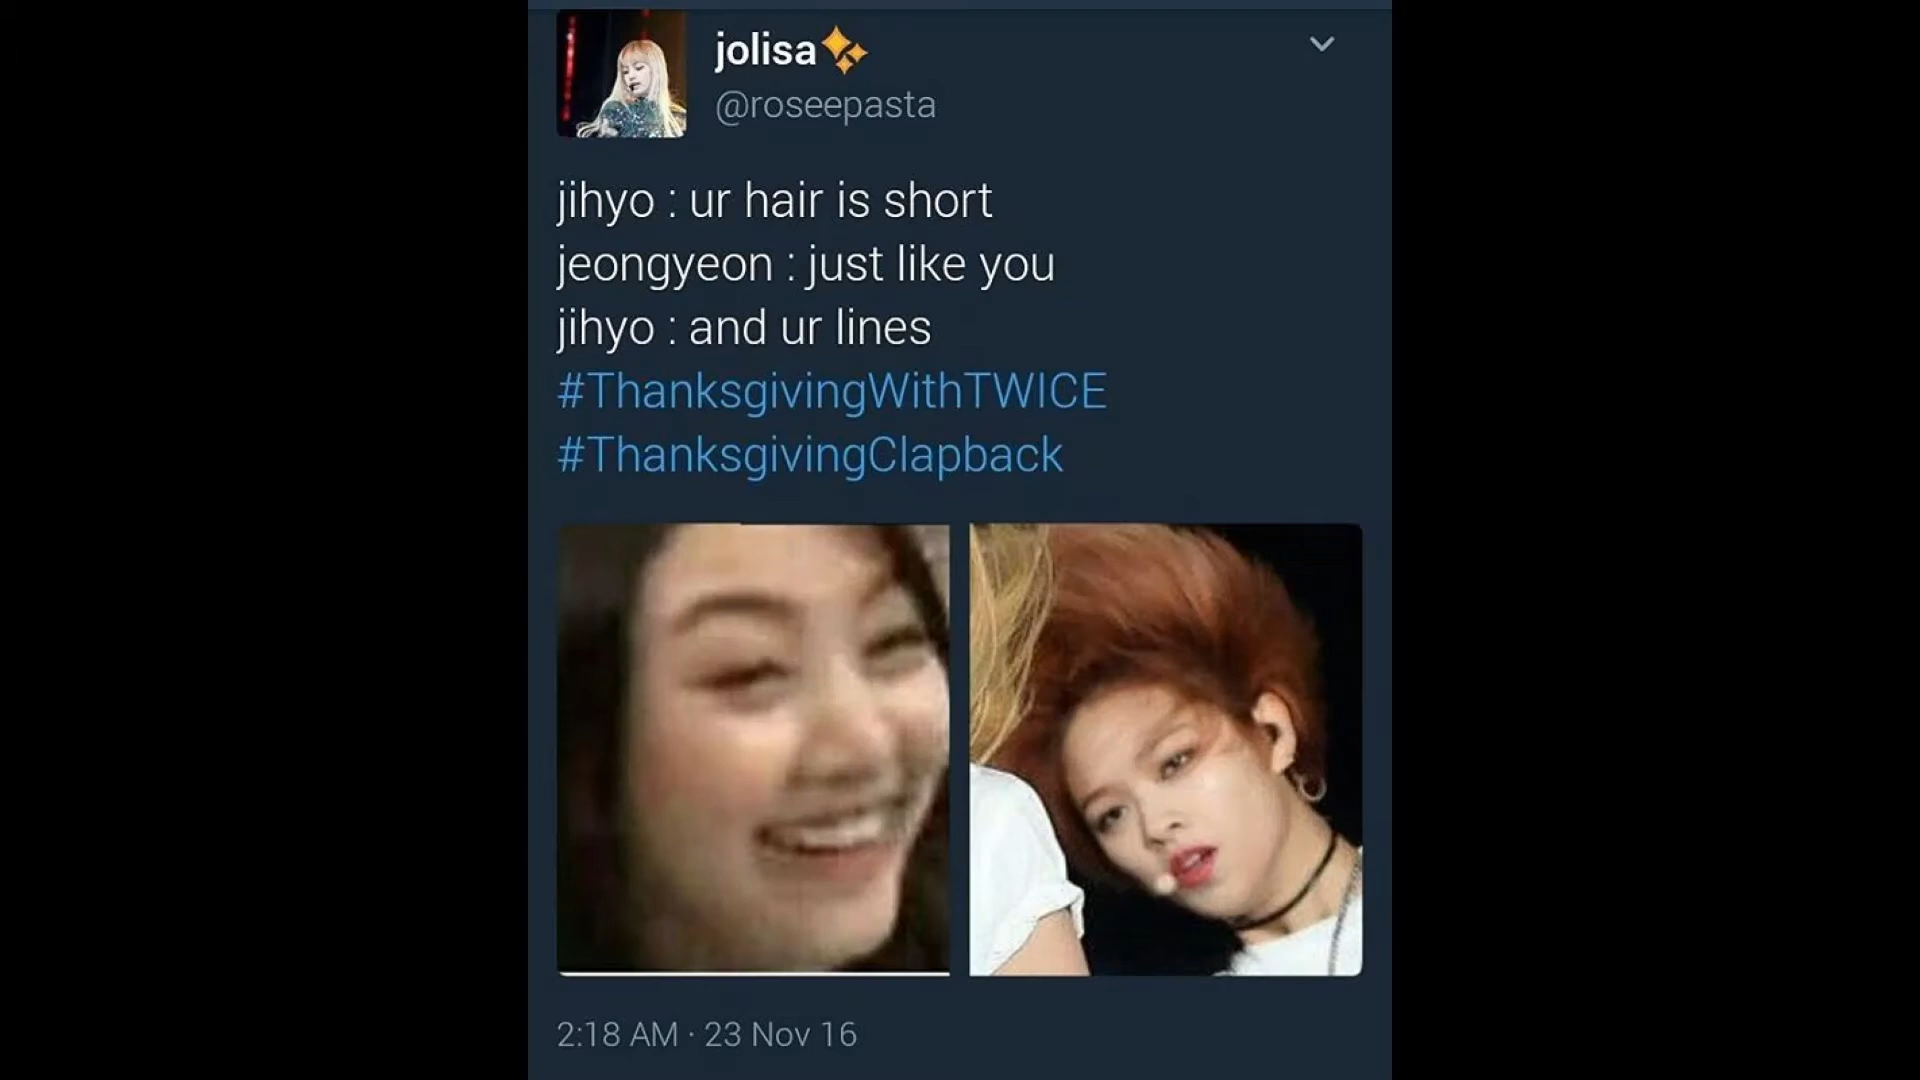 jolisa✨
@roseepasta
jihyo : ur hair is short
jeongyeon : just like you
jihyo : and ur lines
#ThanksgivingWithTWICE
#ThanksgivingClapback
2:18 AM · 23 Nov 16